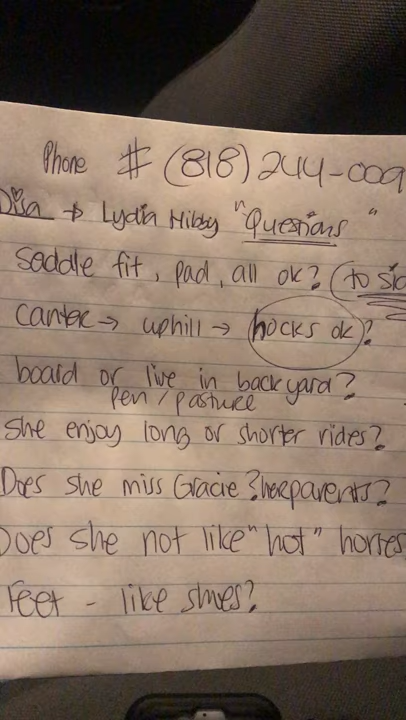 Phone # (818) 244-009
Disa → Lydia Hibby "Questions"
Saddle fit, pad, all ok? (to
canter → uphill → hocks ok?
board or live in backyard?
pen / pasture
She enjoy long or shorter rides?
Does she miss Gracie? her parents?
Does she not like "hot" horses
Feet - like shoes?